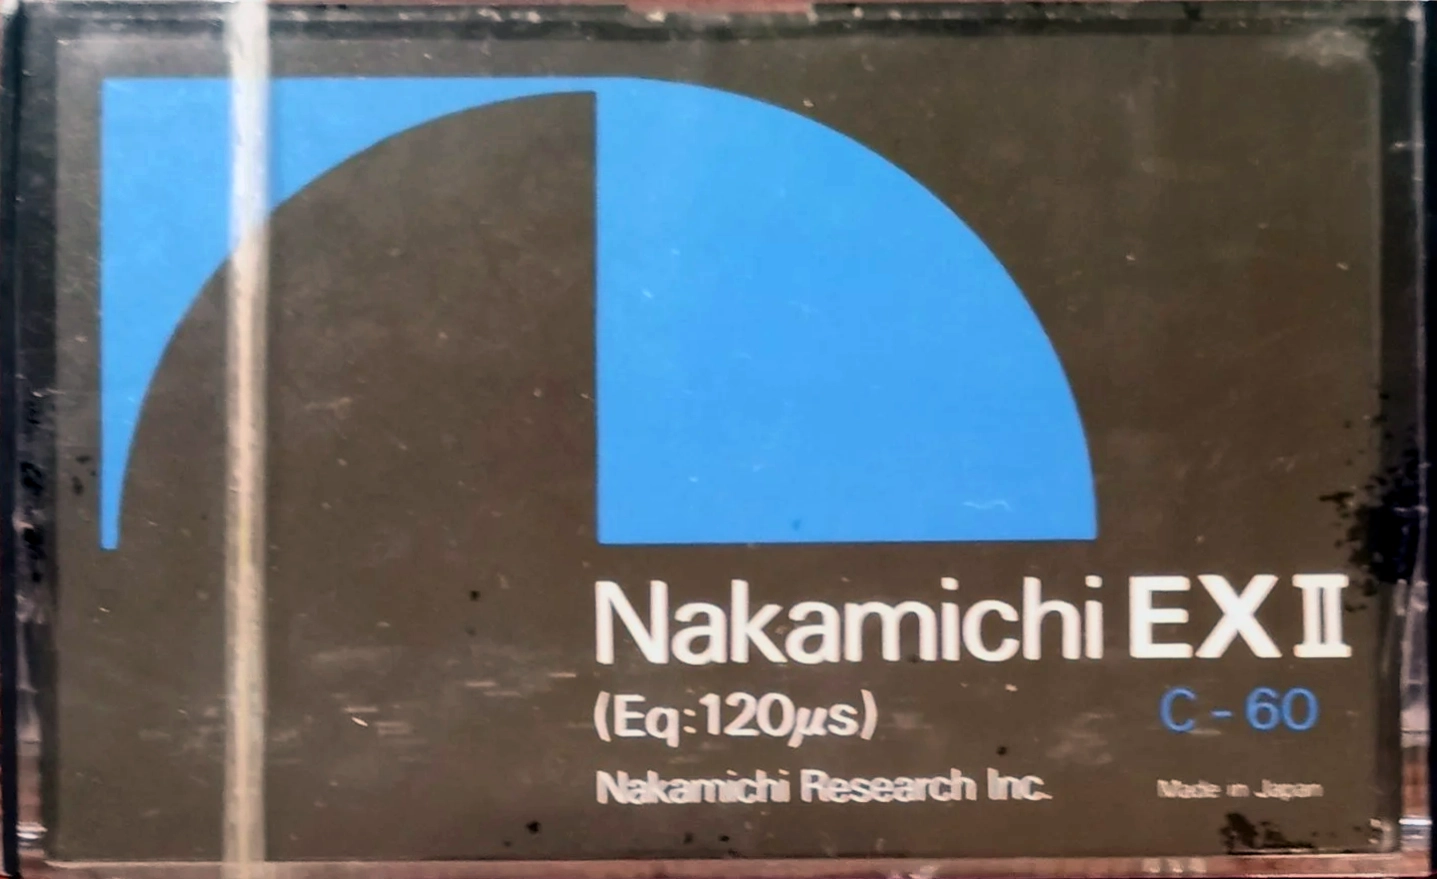 Nakamichi EX II
(Eq:120μs) C-60
Nakamichi Research Inc. Made in Japan